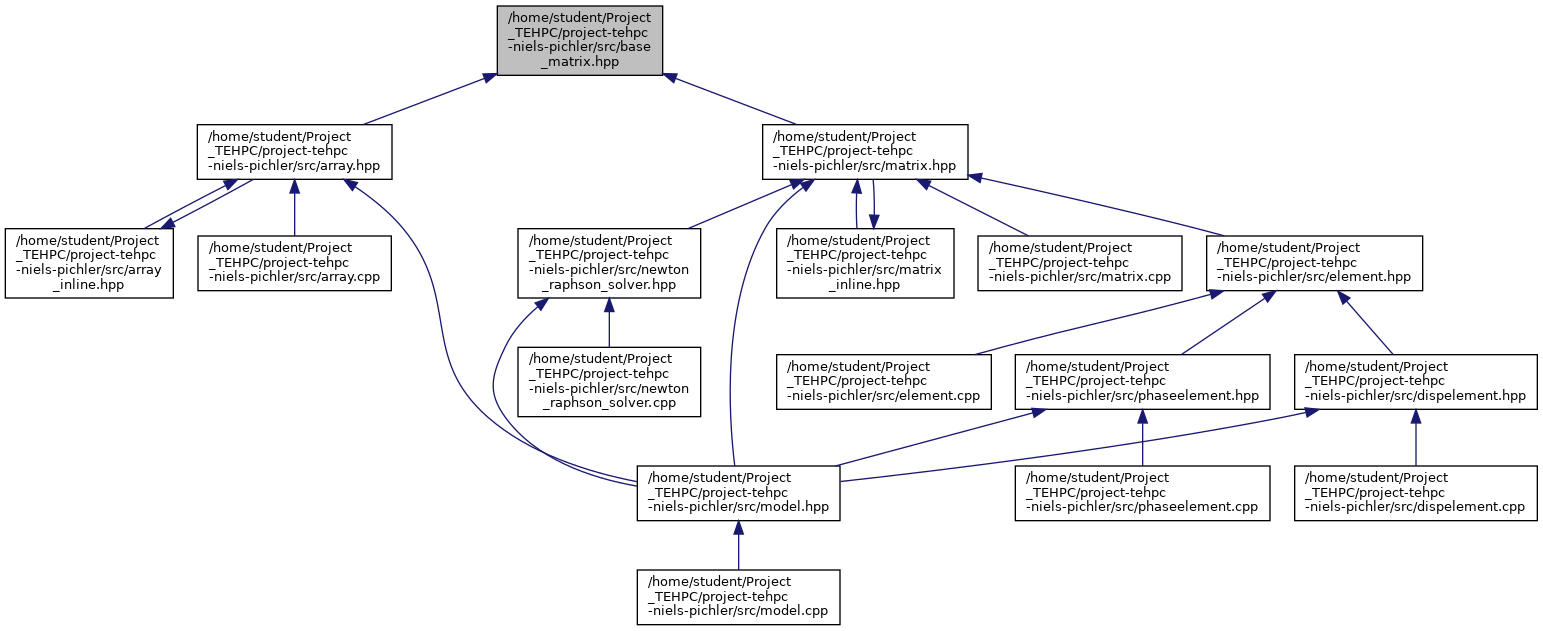 /home/student/Project
_TEHPC/project-tehpc
-niels-pichler/src/base
_matrix.hpp
/home/student/Project
_TEHPC/project-tehpc
-niels-pichler/src/array.hpp
/home/student/Project
_TEHPC/project-tehpc
-niels-pichler/src/matrix.hpp
/home/student/Project
_TEHPC/project-tehpc
-niels-pichler/src/array
_inline.hpp
/home/student/Project
_TEHPC/project-tehpc
-niels-pichler/src/array.cpp
/home/student/Project
_TEHPC/project-tehpc
-niels-pichler/src/newton
_raphson_solver.hpp
/home/student/Project
_TEHPC/project-tehpc
-niels-pichler/src/matrix
_inline.hpp
/home/student/Project
_TEHPC/project-tehpc
-niels-pichler/src/matrix.cpp
/home/student/Project
_TEHPC/project-tehpc
-niels-pichler/src/element.hpp
/home/student/Project
_TEHPC/project-tehpc
-niels-pichler/src/newton
_raphson_solver.cpp
/home/student/Project
_TEHPC/project-tehpc
-niels-pichler/src/element.cpp
/home/student/Project
_TEHPC/project-tehpc
-niels-pichler/src/phaseelement.hpp
/home/student/Project
_TEHPC/project-tehpc
-niels-pichler/src/dispelement.hpp
/home/student/Project
_TEHPC/project-tehpc
-niels-pichler/src/model.hpp
/home/student/Project
_TEHPC/project-tehpc
-niels-pichler/src/phaseelement.cpp
/home/student/Project
_TEHPC/project-tehpc
-niels-pichler/src/dispelement.cpp
/home/student/Project
_TEHPC/project-tehpc
-niels-pichler/src/model.cpp